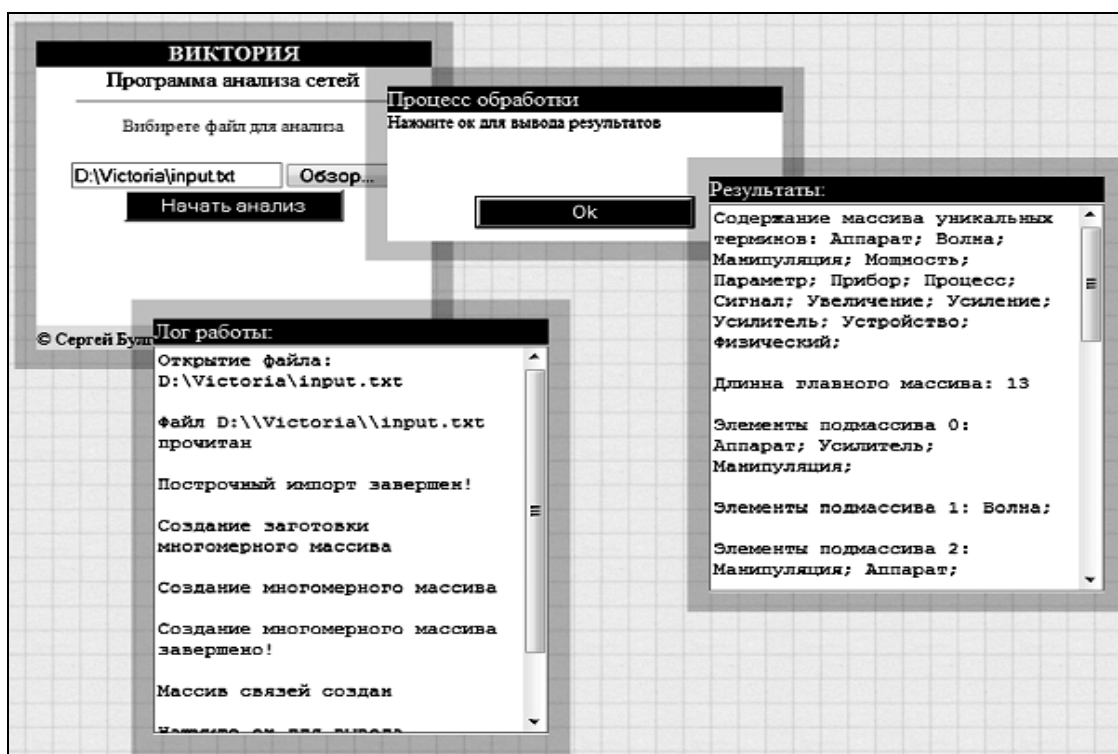 ВИКТОРИЯ
Программа анализа сетей
Вибирете файл для анализа
D:\Victoria\input.txt
Обзор...
Начать анализ
© Сергей
Процесс обработки
Нажмите ок для вывода результатов
Ok
Лог работы:
Открытие файла:
D:\Victoria\input.txt
Файл D:\\Victoria\\input.txt
прочитан
Построчный импорт завершен!
Создание заготовки
многомерного массива
Создание многомерного массива
Создание многомерного массива
завершено!
Массив связей создан
Нажмите ок для вывода
Результаты:
Содержание массива уникальных
терминов: Аппарат; Волна;
Манипуляция; Мощность;
Параметр; Прибор; Процесс;
Сигнал; Увеличение; Усиление;
Усилитель; Устройство;
Физический;
Длинна главного массива: 13
Элементы подмассива 0:
Аппарат; Усилитель;
Манипуляция;
Элементы подмассива 1: Волна;
Элементы подмассива 2:
Манипуляция; Аппарат;